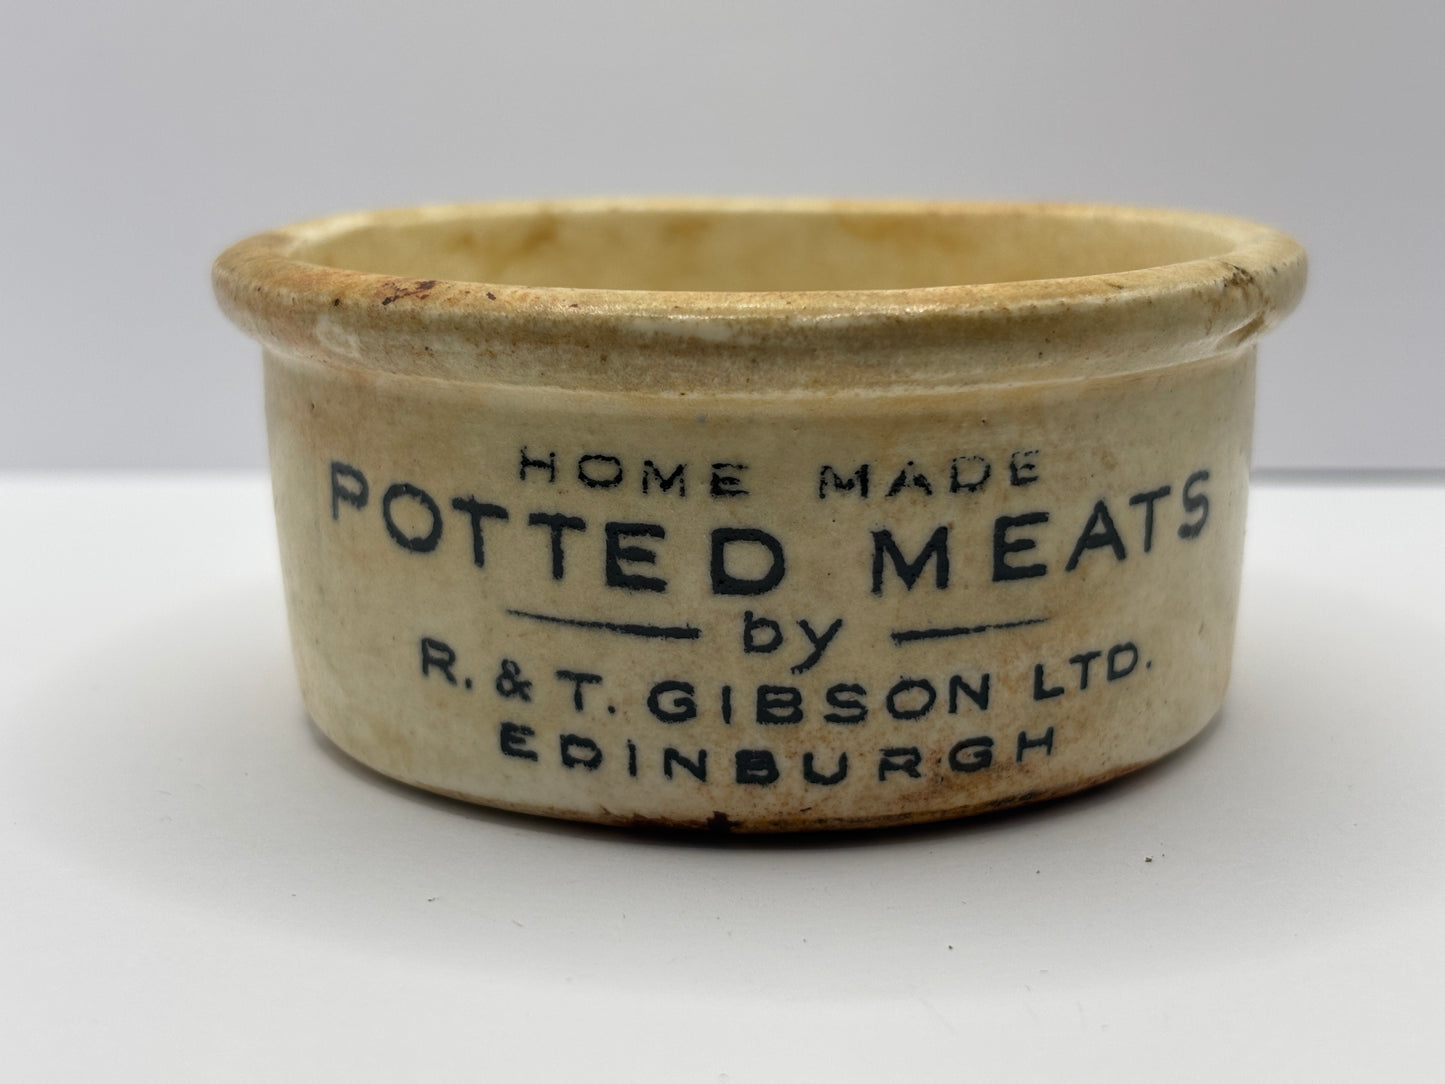 HOME MADE
POTTED MEATS
by
R. & T. GIBSON LTD.
EDINBURGH